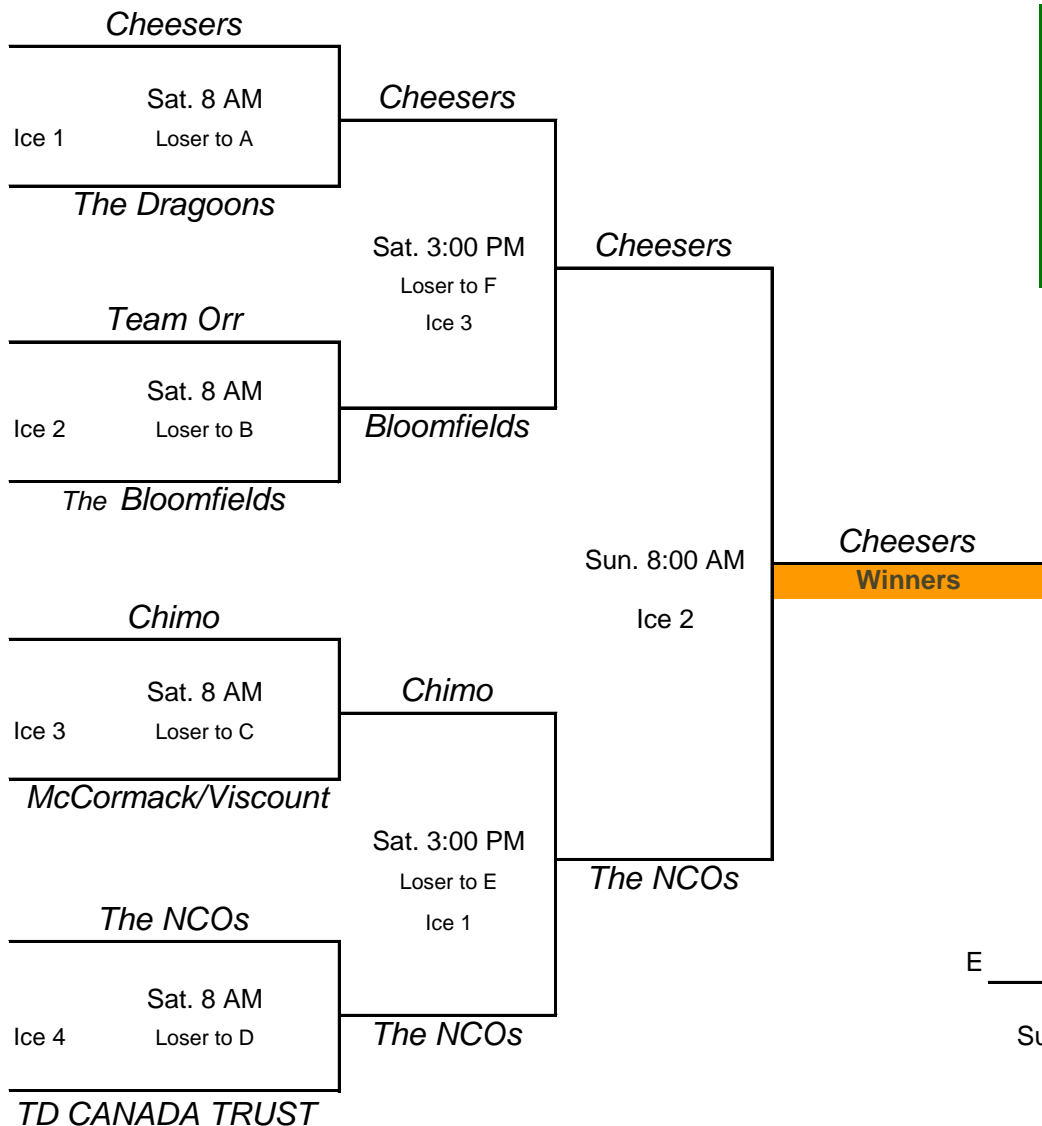 Cheesers
Sat. 8 AM
Cheesers
Ice 1
Loser to A
The Dragoons
Sat. 3:00 PM
Cheesers
Loser to F
Team Orr
Ice 3
Sat. 8 AM
Bloomfields
Ice 2
Loser to B
The Bloomfields
Cheesers
Sun. 8:00 AM
Winners
Chimo
Ice 2
Sat. 8 AM
Chimo
Ice 3
Loser to C
McCormack/Viscount
Sat. 3:00 PM
Loser to E
The NCOs
The NCOs
Ice 1
E
Sat. 8 AM
Ice 4
Loser to D
The NCOs
TD CANADA TRUST